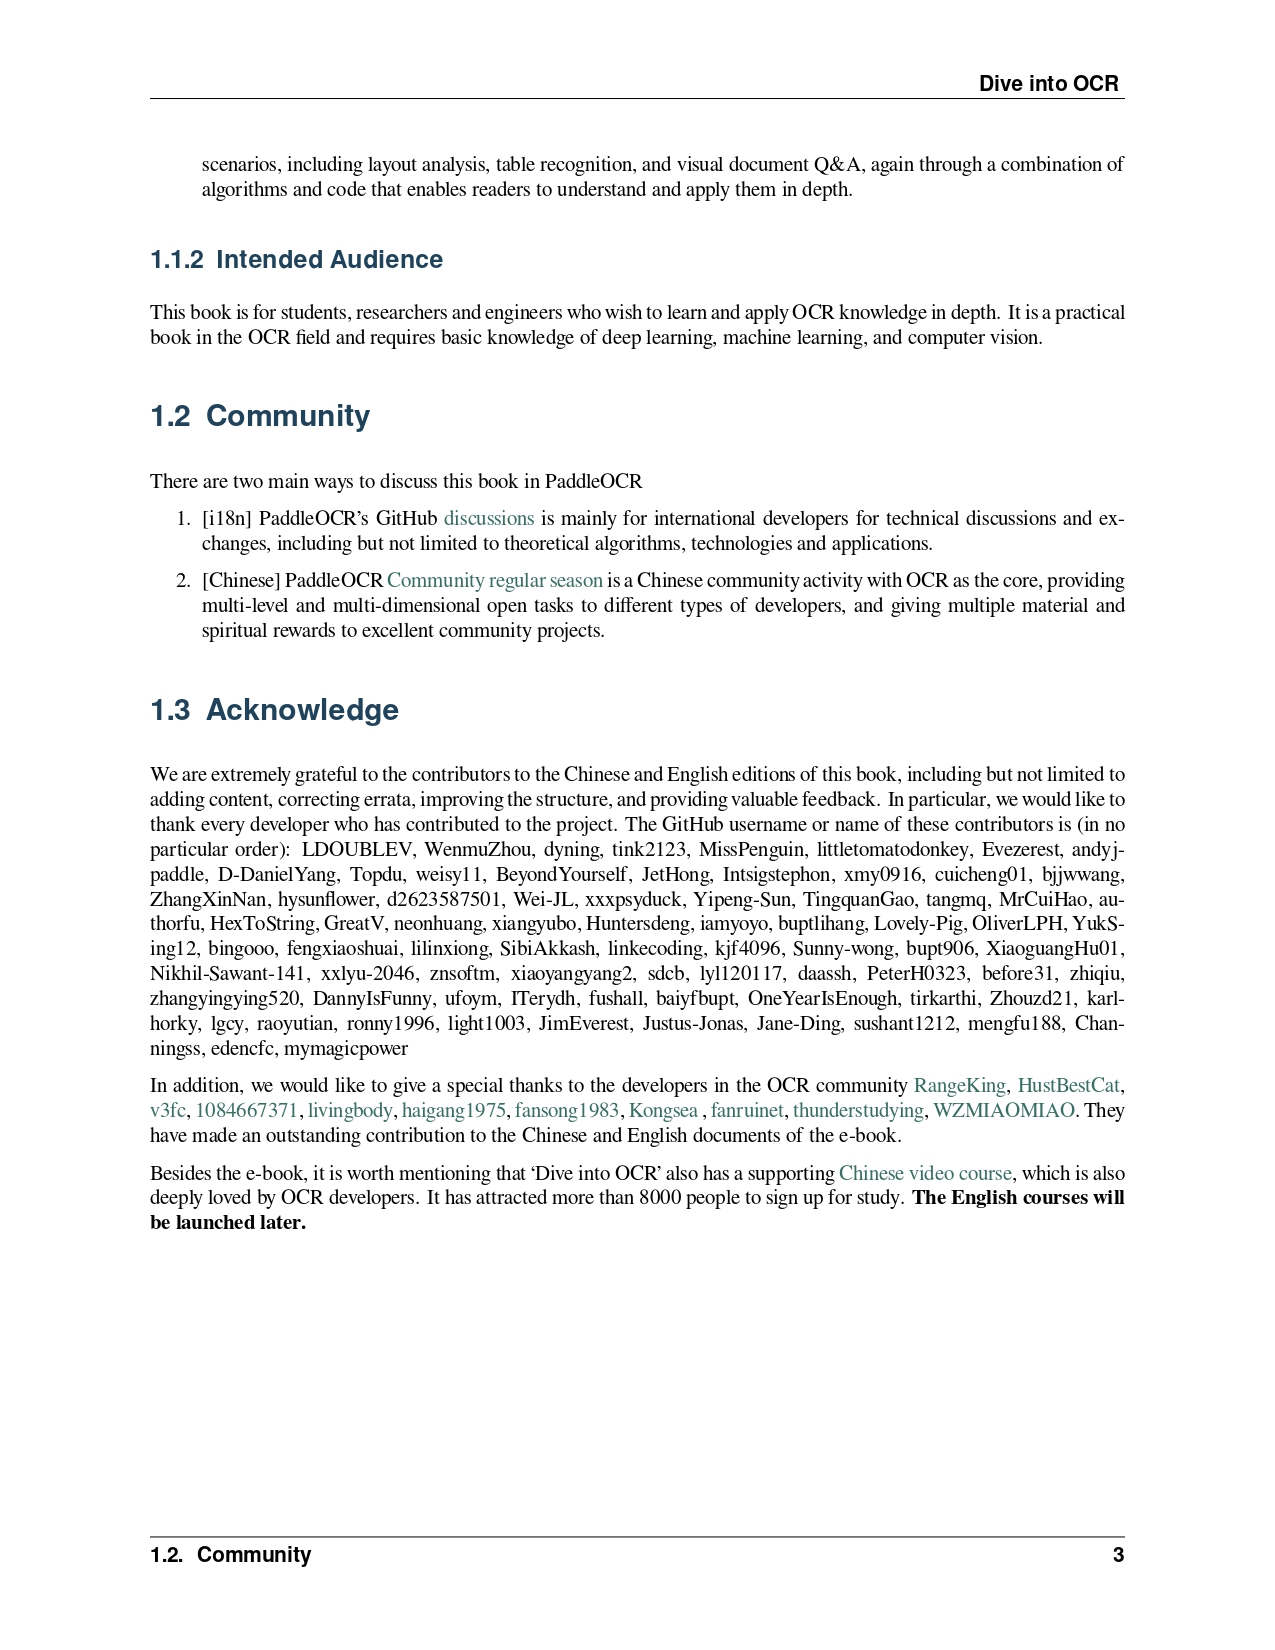 Dive into OCR
scenarios, including layout analysis, table recognition, and visual document Q&A, again through a combination of
algorithms and code that enables readers to understand and apply them in depth.
1.1.2 Intended Audience
This book is for students, researchers and engineers who wish to learn and apply OCR knowledge in depth. It is a practical
book in the OCR field and requires basic knowledge of deep learning, machine learning, and computer vision.
1.2 Community
There are two main ways to discuss this book in PaddleOCR
1. [i18n] PaddleOCR’s GitHub discussions is mainly for international developers for technical discussions and ex-
changes, including but not limited to theoretical algorithms, technologies and applications.
2. [Chinese] PaddleOCR Community regular season is a Chinese community activity with OCR as the core, providing
multi-level and multi-dimensional open tasks to different types of developers, and giving multiple material and
spiritual rewards to excellent community projects.
1.3 Acknowledge
We are extremely grateful to the contributors to the Chinese and English editions of this book, including but not limited to
adding content, correcting errata, improving the structure, and providing valuable feedback. In particular, we would like to
thank every developer who has contributed to the project. The GitHub username or name of these contributors is (in no
particular order): LDOUBLEV, WenmuZhou, dyning, tink2123, MissPenguin, littletomatodonkey, Evezerest, andyj-
paddle, D-DanielYang, Topdu, weisy11, BeyondYourself, JetHong, Intsigstephon, xmy0916, cuicheng01, bjjwwang,
ZhangXinNan, hysunflower, d2623587501, Wei-JL, xxxpsyduck, Yipeng-Sun, TingquanGao, tangmq, MrCuiHao, au-
thorfu, HexToString, GreatV, neonhuang, xiangyubo, Huntersdeng, iamyoyo, buptlihang, Lovely-Pig, OliverLPH, YukS-
ing12, bingooo, fengxiaoshuai, lilinxiong, SibiAkkash, linkecoding, kjf4096, Sunny-wong, bupt906, XiaoguangHu01,
Nikhil-Sawant-141, xxlyu-2046, znsoftm, xiaoyangyang2, sdcb, lyl120117, daassh, PeterH0323, before31, zhiqiu,
zhangyingying520, DannyIsFunny, ufoym, ITerydh, fushall, baiyfbupt, OneYearIsEnough, tirkarthi, Zhouzd21, karl-
horky, lgcy, raoyutian, ronny1996, light1003, JimEverest, Justus-Jonas, Jane-Ding, sushant1212, mengfu188, Chan-
ningss, edencfc, mymagicpower
In addition, we would like to give a special thanks to the developers in the OCR community RangeKing, HustBestCat,
v3fc, 1084667371, livingbody, haigang1975, fansong1983, Kongsea , fanruinet, thunderstudying, WZMIAOMIAO. They
have made an outstanding contribution to the Chinese and English documents of the e-book.
Besides the e-book, it is worth mentioning that ‘Dive into OCR’ also has a supporting Chinese video course, which is also
deeply loved by OCR developers. It has attracted more than 8000 people to sign up for study. The English courses will
be launched later.
1.2. Community 3